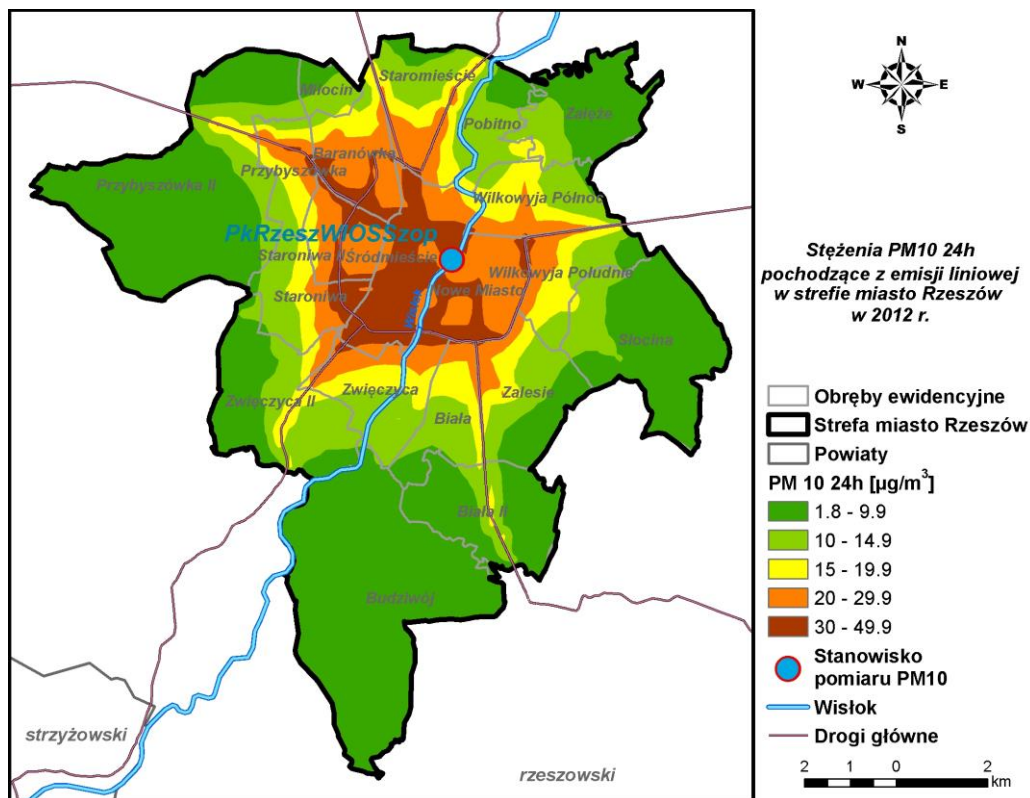 Staromieście
Miłocin
Załęże
Pobitno
Baranówka
Przybyszówka
Przybyszówka II
Wilkowyja Północ
PkRzeszWIOSSzop
Staroniwa II
Śródmieście
Wilkowyja Południe
Staroniwa
Nowe Miasto
Wisłok
Słocina
Zwięczyca
Zalesie
Zwięczyca II
Biała
Biała II
Budziwój
strzyżowski
rzeszowski
N
W E
S
Stężenia PM10 24h
pochodzące z emisji liniowej
w strefie miasto Rzeszów
w 2012 r.
Obręby ewidencyjne
Strefa miasto Rzeszów
Powiaty
PM 10 24h [µg/m³]
1.8 - 9.9
10 - 14.9
15 - 19.9
20 - 29.9
30 - 49.9
Stanowisko
pomiaru PM10
Wisłok
Drogi główne
2 1 0 2
km